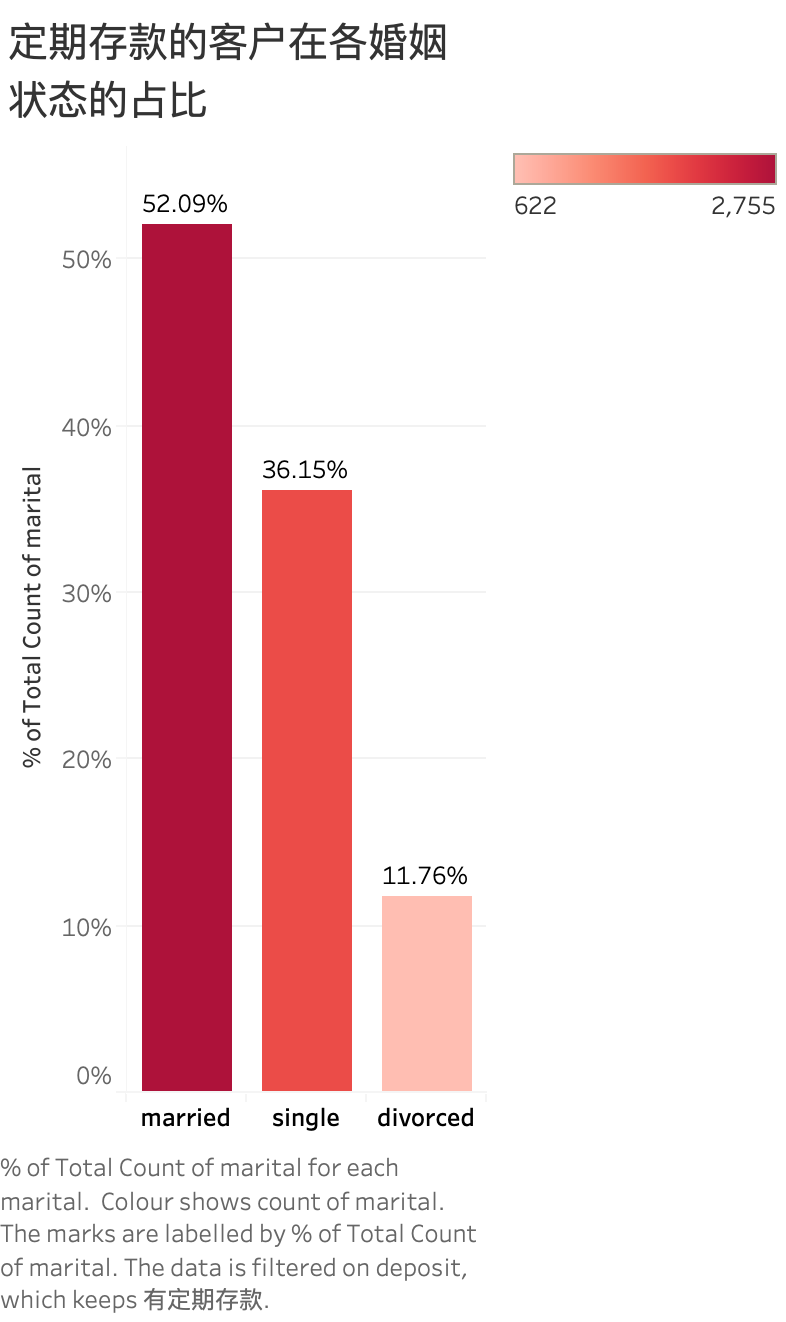 定期存款的客户在各婚姻
状态的占比
622
2,755
% of Total Count of marital
50%
40%
30%
20%
10%
0%
52.09%
36.15%
11.76%
married
single
divorced
% of Total Count of marital for each
marital.  Colour shows count of marital.
The marks are labelled by % of Total Count
of marital. The data is filtered on deposit,
which keeps 有定期存款.